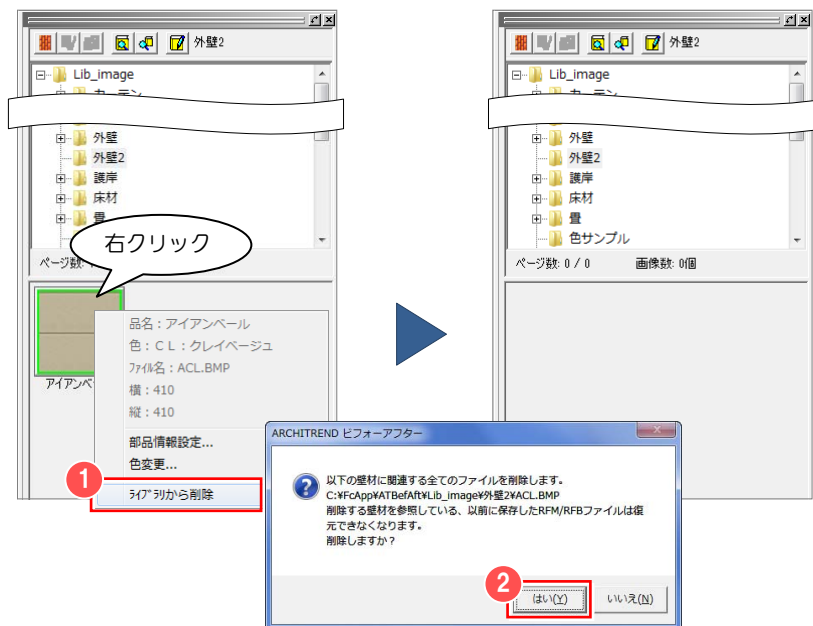 外壁2
Lib_image
外壁
外壁2
護岸
床材
畳
右クリック
ページ数:
品名：アイアンベール
色：ＣＬ：クレイベージュ
ﾌｧｲﾙ名：ACL.BMP
横：410
縦：410
アイアンベ
部品情報設定...
色変更...
1
ﾗｲﾌﾞﾗﾘから削除
外壁2
Lib_image
外壁
外壁2
護岸
床材
畳
色サンプル
ページ数: 0 / 0 画像数: 0個
ARCHITREND ビフォーアフター
以下の壁材に関連する全てのファイルを削除します。
C:¥FcApp¥ATBefAft¥Lib_image¥外壁2¥ACL.BMP
削除する壁材を参照している、以前に保存したRFM/RFBファイルは復
元できなくなります。
削除しますか？
2
はい(Y) いいえ(N)